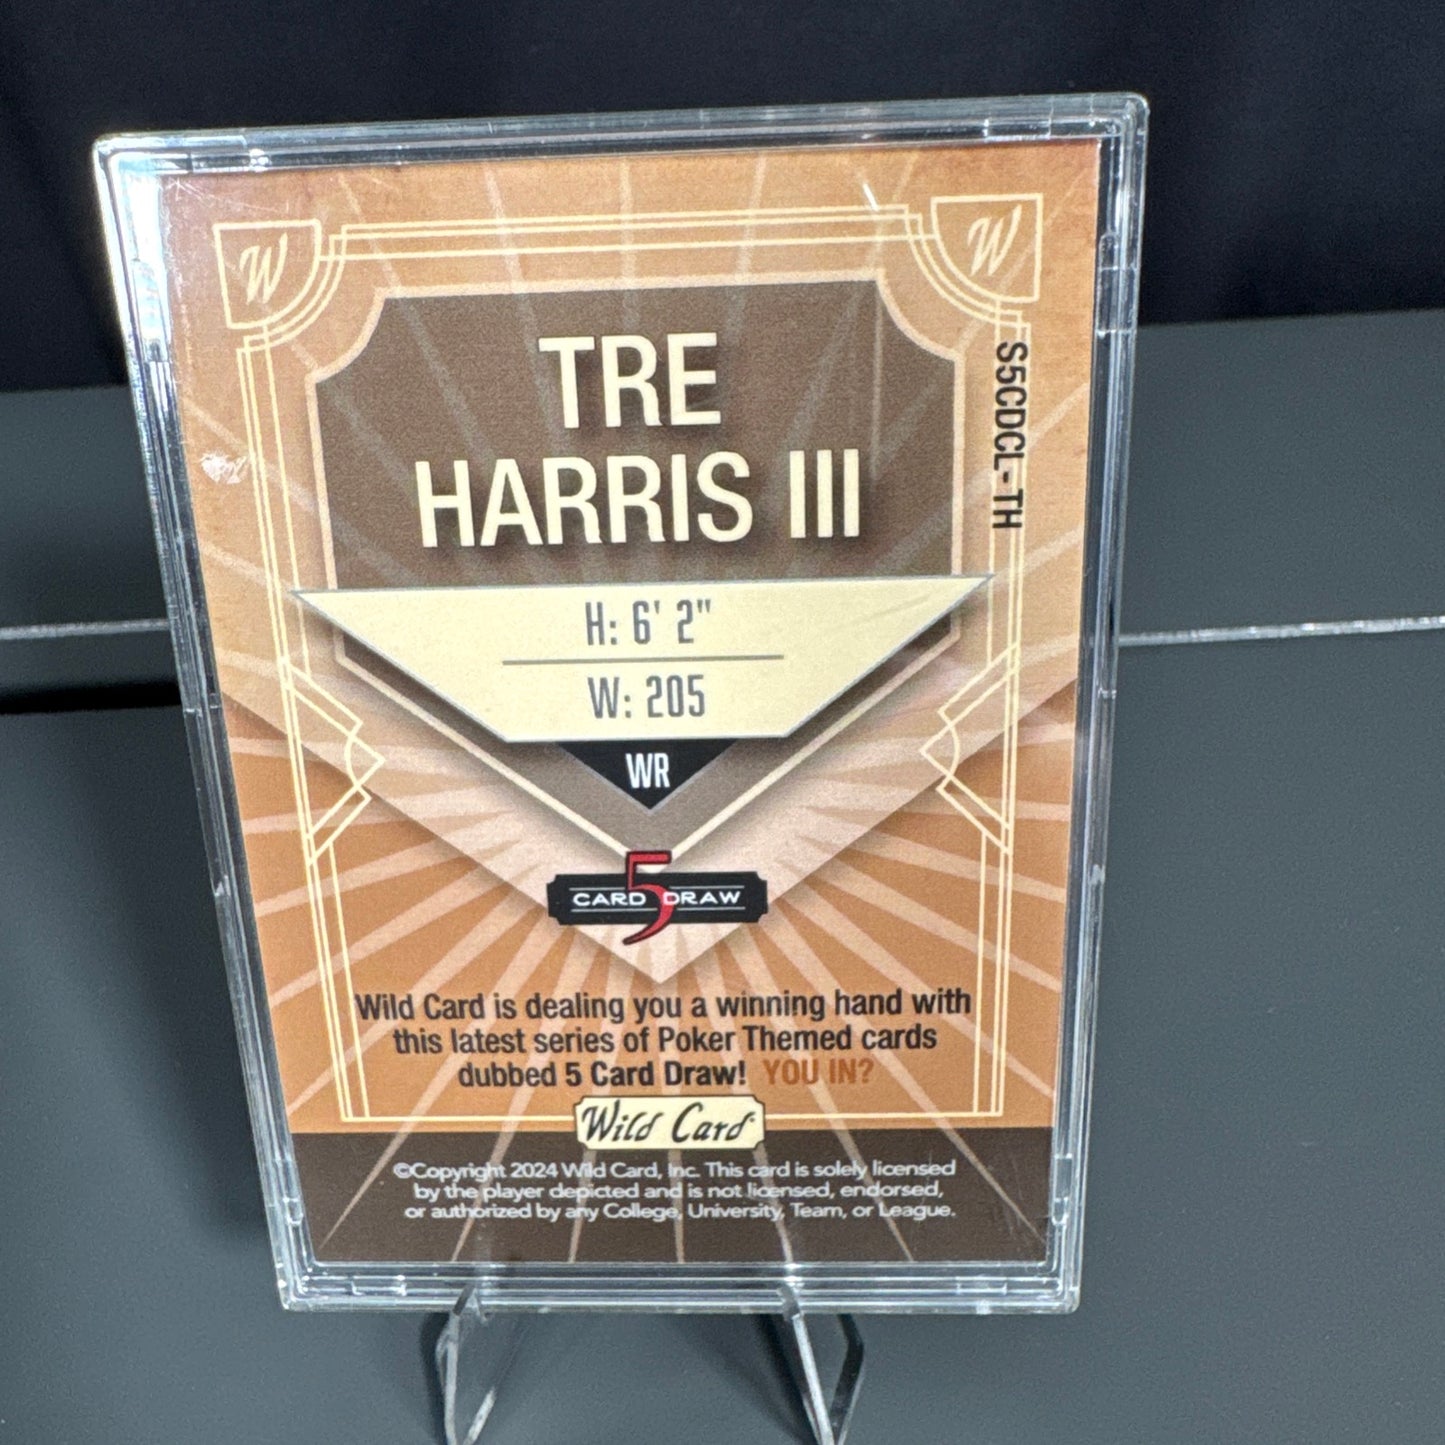 W
W
TRE
HARRIS III
S5CDCL-TH
H: 6' 2"
W: 205
WR
5
CARD DRAW
Wild Card is dealing you a winning hand with
this latest series of Poker Themed cards
dubbed 5 Card Draw! YOU IN?
Wild Card
©Copyright 2024 Wild Card, Inc. This card is solely licensed
by the player depicted and is not licensed, endorsed,
or authorized by any College, University, Team, or League.